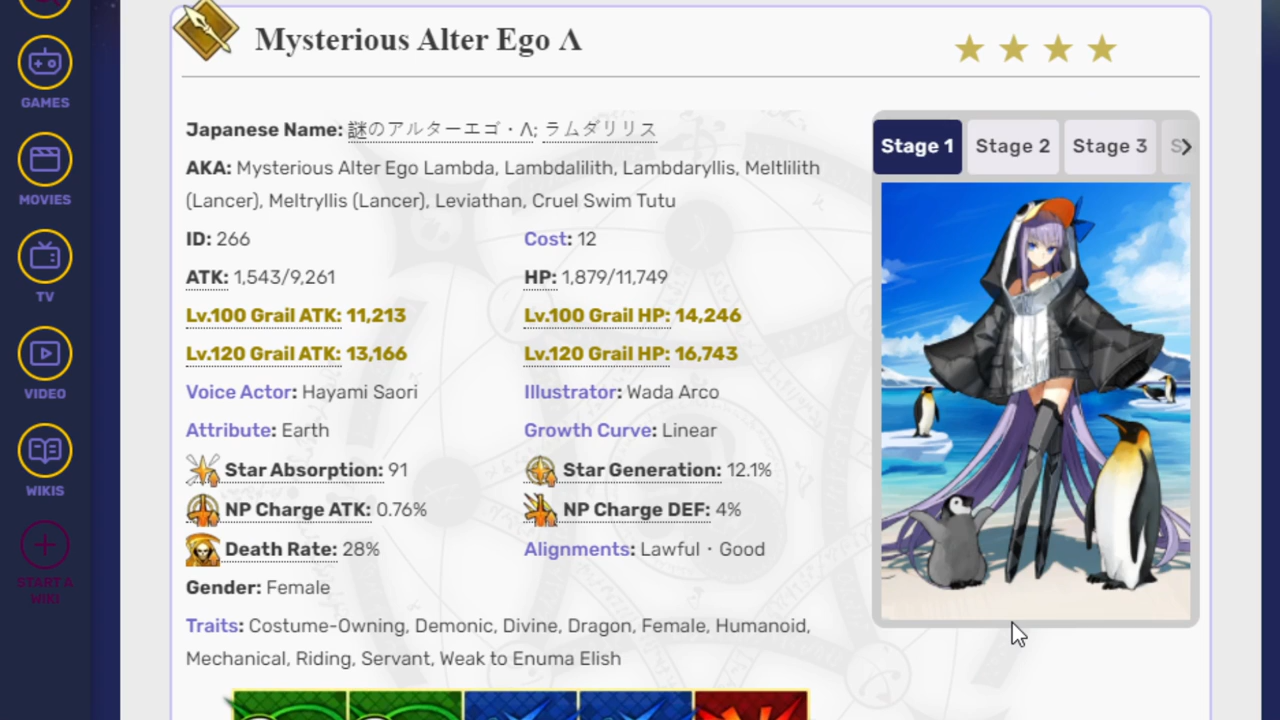 Mysterious Alter Ego Λ
GAMES
MOVIES
TV
VIDEO
WIKIS
START A
WIKI
Japanese Name: 謎のアルターエゴ・Λ; ラムダリリス
AKA: Mysterious Alter Ego Lambda, Lambdalilith, Lambdaryllis, Meltlilith
(Lancer), Meltryllis (Lancer), Leviathan, Cruel Swim Tutu
ID: 266
Cost: 12
ATK: 1,543/9,261
HP: 1,879/11,749
Lv.100 Grail ATK: 11,213
Lv.100 Grail HP: 14,246
Lv.120 Grail ATK: 13,166
Lv.120 Grail HP: 16,743
Voice Actor: Hayami Saori
Illustrator: Wada Arco
Attribute: Earth
Growth Curve: Linear
Star Absorption: 91
Star Generation: 12.1%
NP Charge ATK: 0.76%
NP Charge DEF: 4%
Death Rate: 28%
Alignments: Lawful・Good
Gender: Female
Traits: Costume-Owning, Demonic, Divine, Dragon, Female, Humanoid,
Mechanical, Riding, Servant, Weak to Enuma Elish
Stage 1
Stage 2
Stage 3